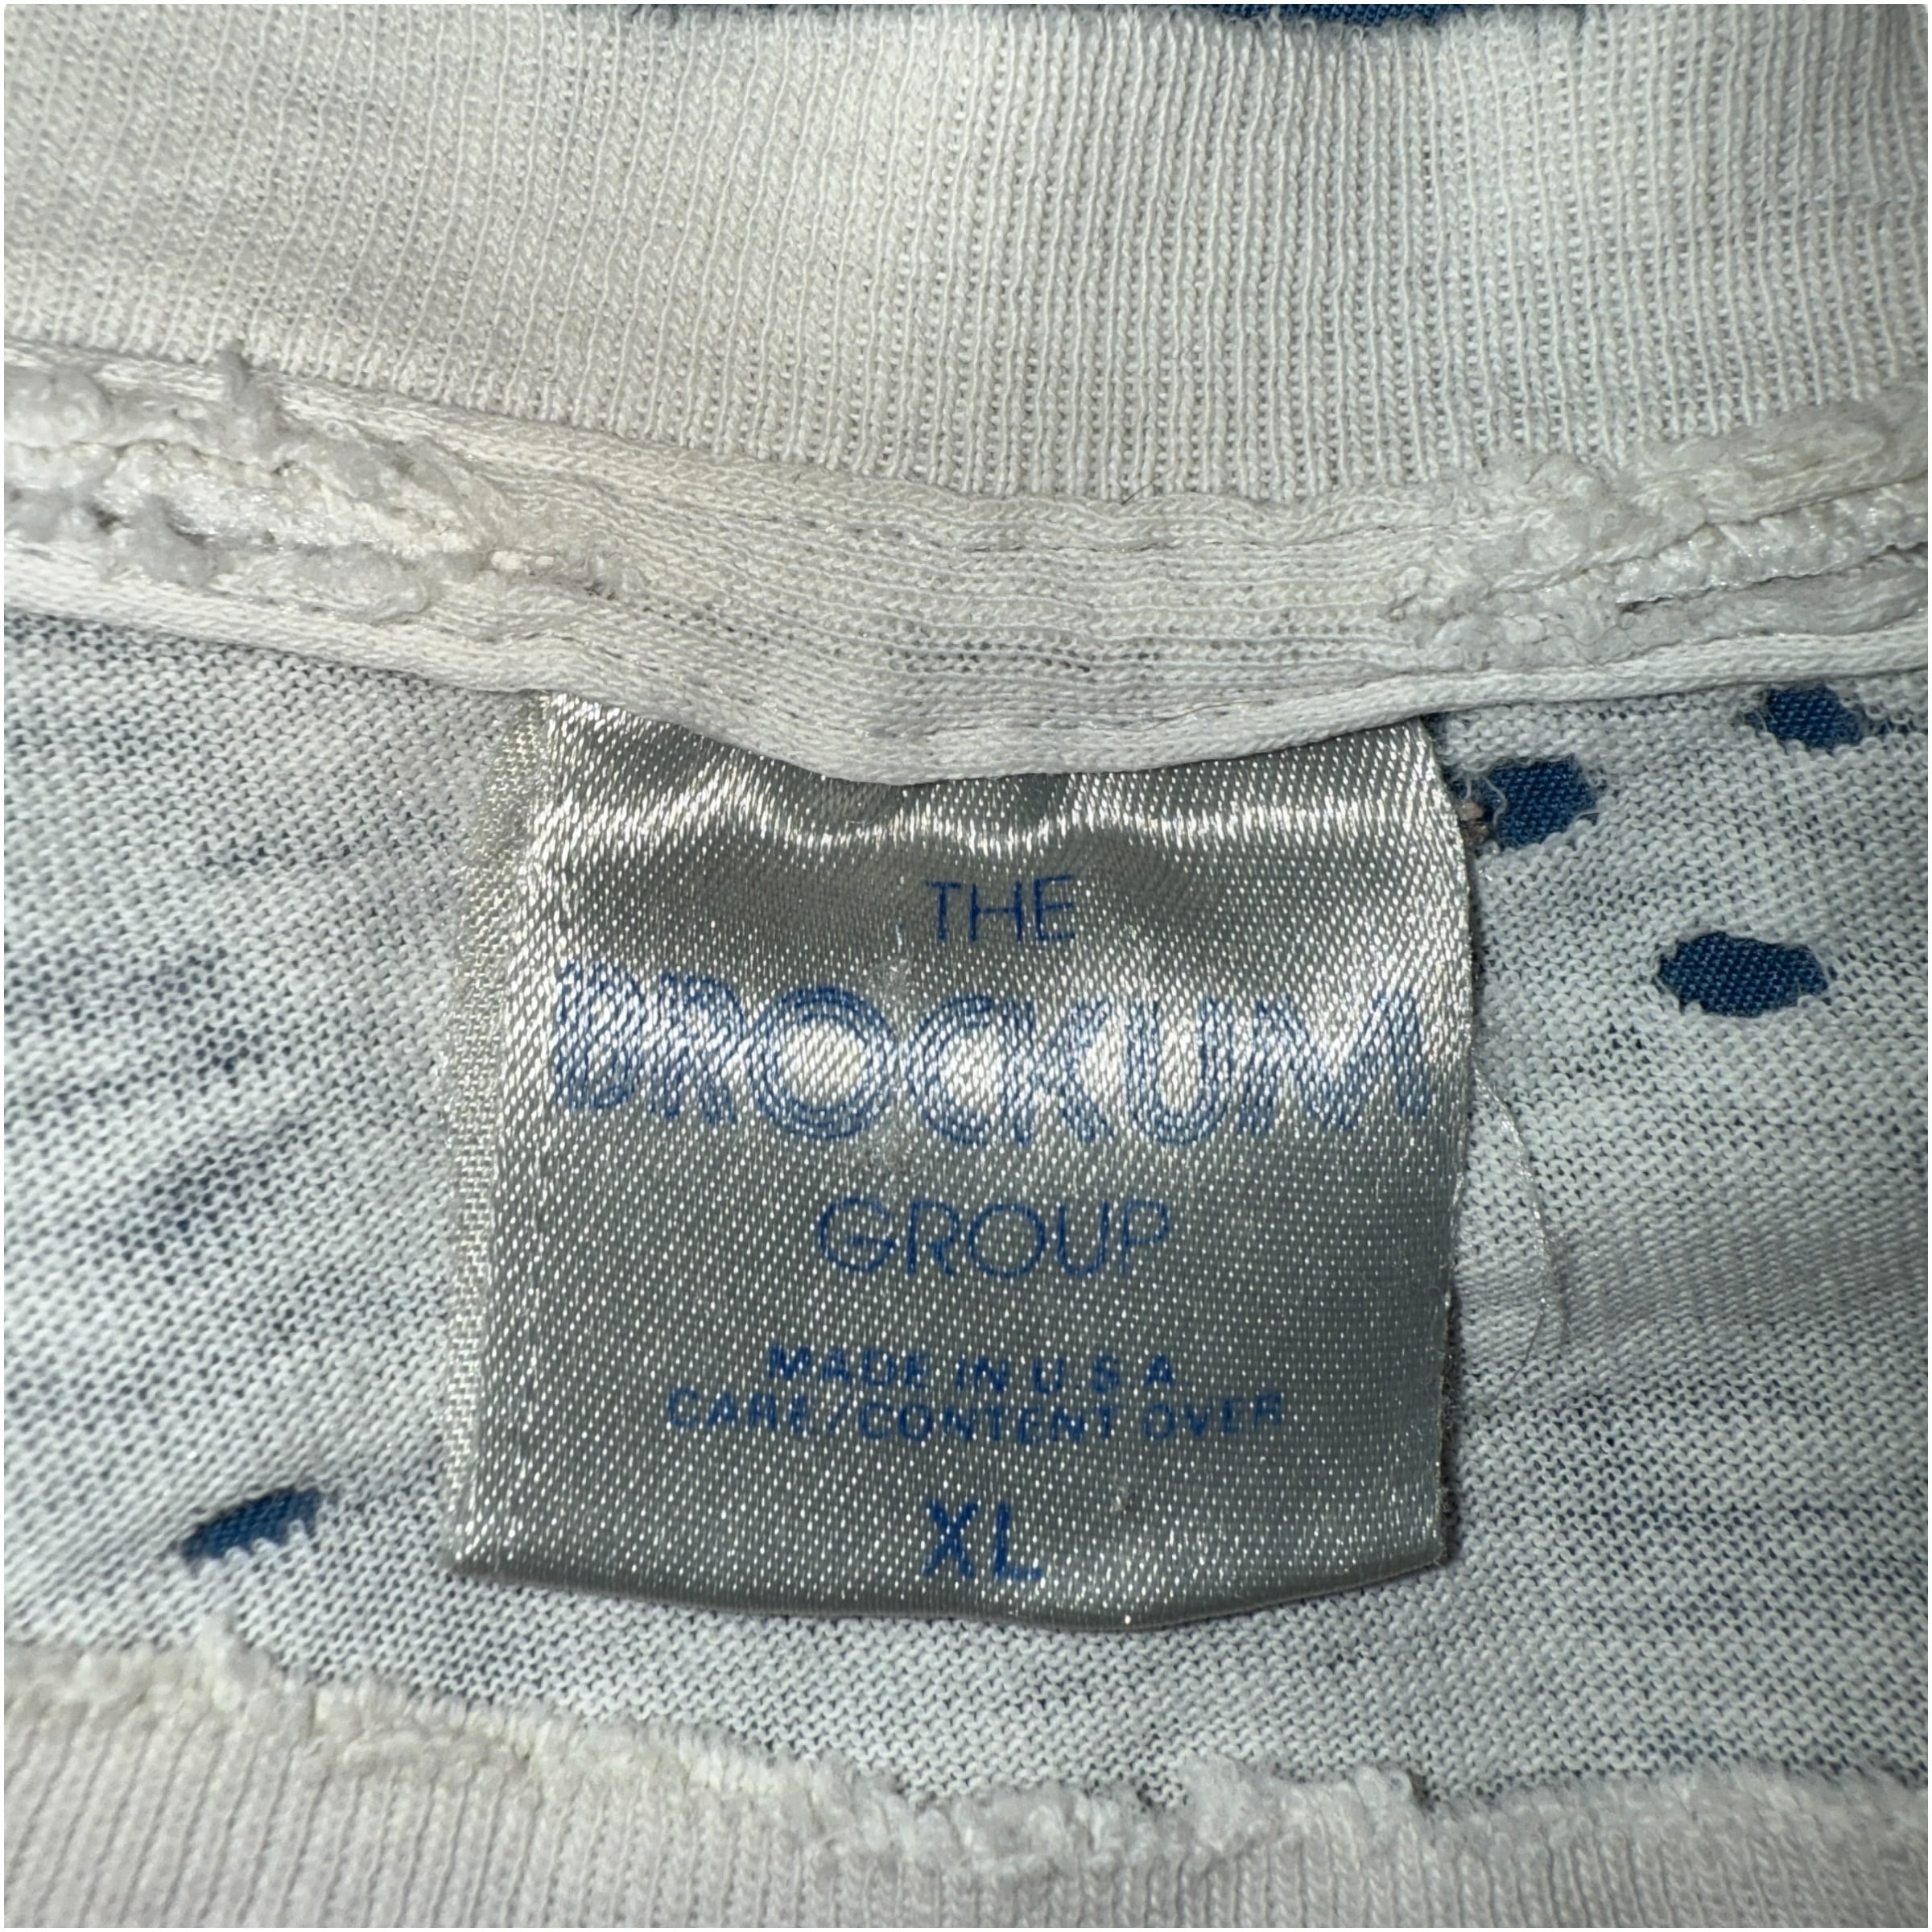 THE
BROCKUM
GROUP
MADE IN U S A
CARE/CONTENT OVER
XL